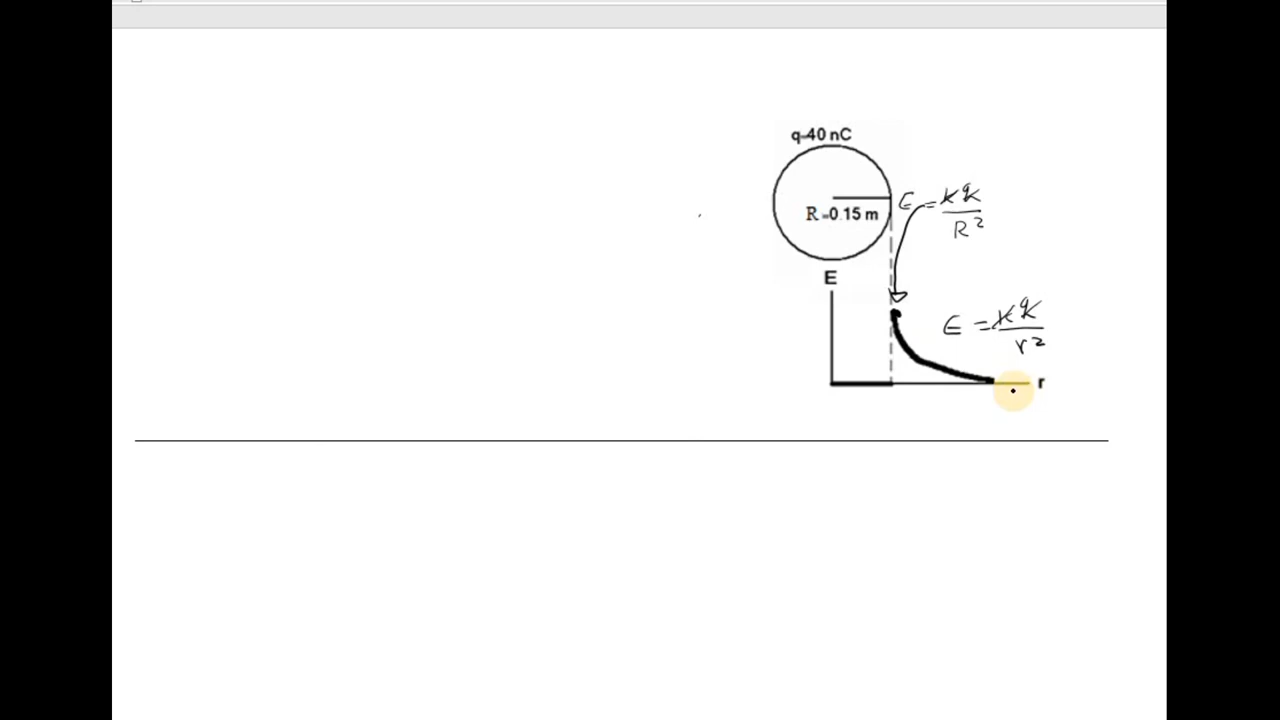 q=40 nC
E = kq/R²
R=0.15 m
E
E = kq/r²
r